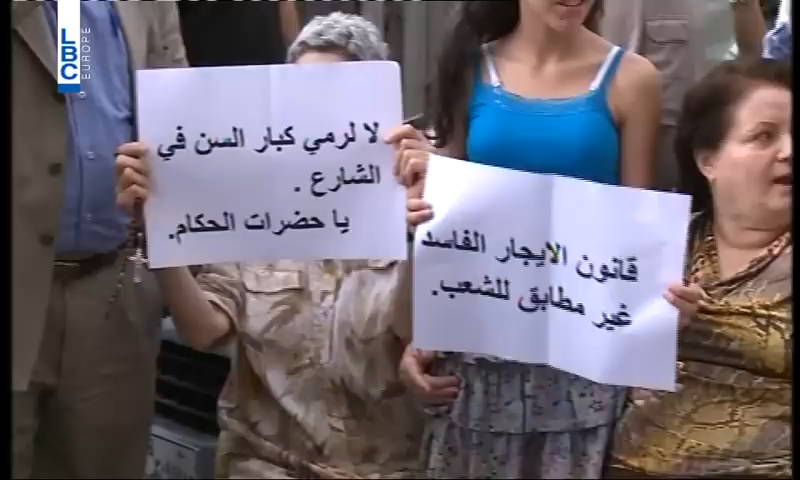 LBC
EUROPE
لا لرمي كبار السن في
الشارع .
يا حضرات الحكام.
قانون الايجار الفاسد
غير مطابق للشعب.